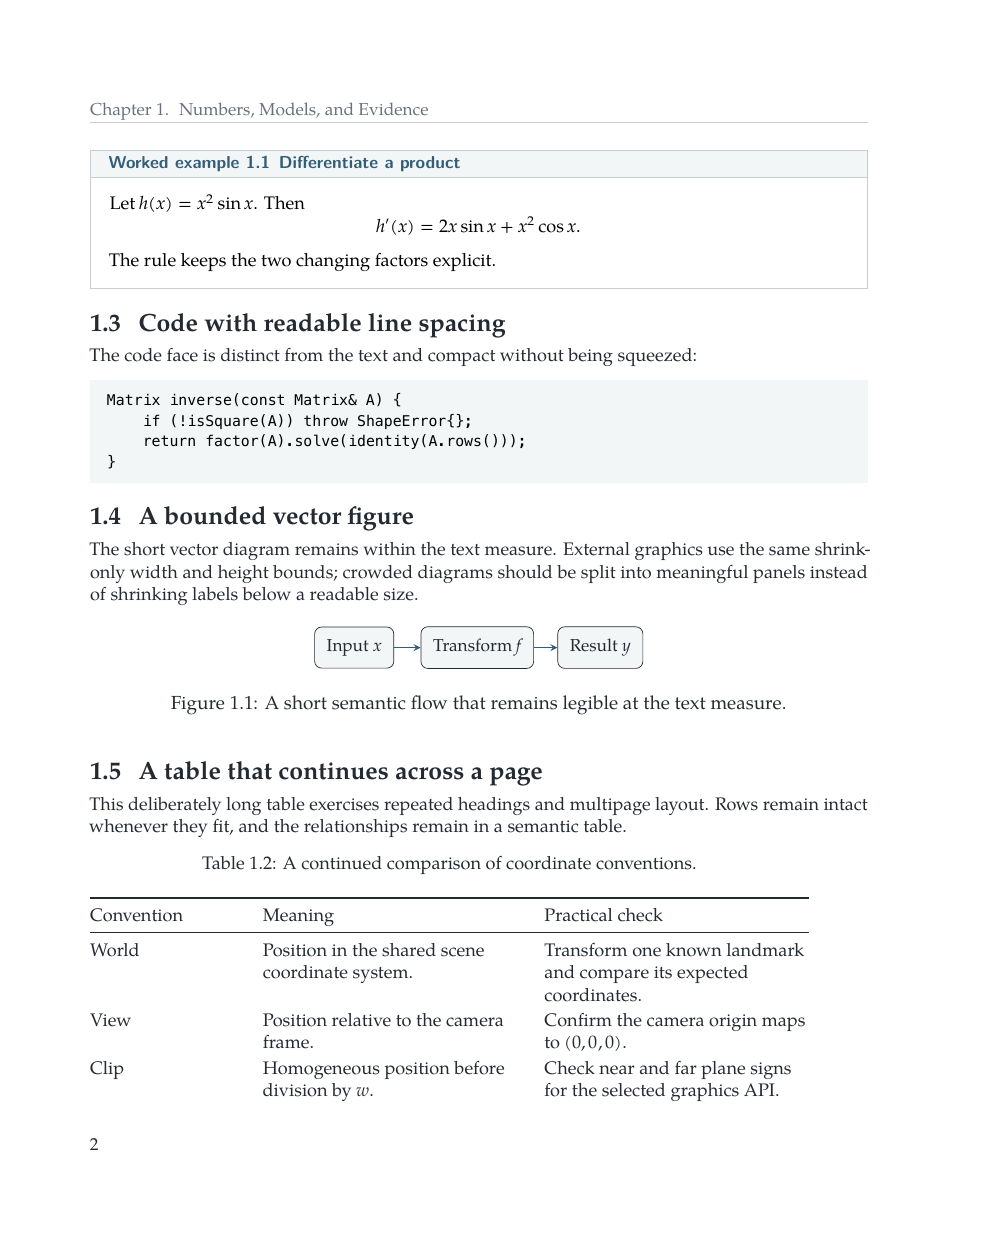 Chapter 1. Numbers, Models, and Evidence
Worked example 1.1 Differentiate a product
Let h(x) = x² sin x. Then
h′(x) = 2x sin x + x² cos x.
The rule keeps the two changing factors explicit.
1.3 Code with readable line spacing
The code face is distinct from the text and compact without being squeezed:
Matrix inverse(const Matrix& A) {
    if (!isSquare(A)) throw ShapeError{};
    return factor(A).solve(identity(A.rows()));
}
1.4 A bounded vector figure
The short vector diagram remains within the text measure. External graphics use the same shrink-
only width and height bounds; crowded diagrams should be split into meaningful panels instead
of shrinking labels below a readable size.
Input x Transform f Result y
Figure 1.1: A short semantic flow that remains legible at the text measure.
1.5 A table that continues across a page
This deliberately long table exercises repeated headings and multipage layout. Rows remain intact
whenever they fit, and the relationships remain in a semantic table.
Table 1.2: A continued comparison of coordinate conventions.
Convention Meaning Practical check
World Position in the shared scene Transform one known landmark
coordinate system. and compare its expected
coordinates.
View Position relative to the camera Confirm the camera origin maps
frame. to (0, 0, 0).
Clip Homogeneous position before Check near and far plane signs
division by w. for the selected graphics API.
2